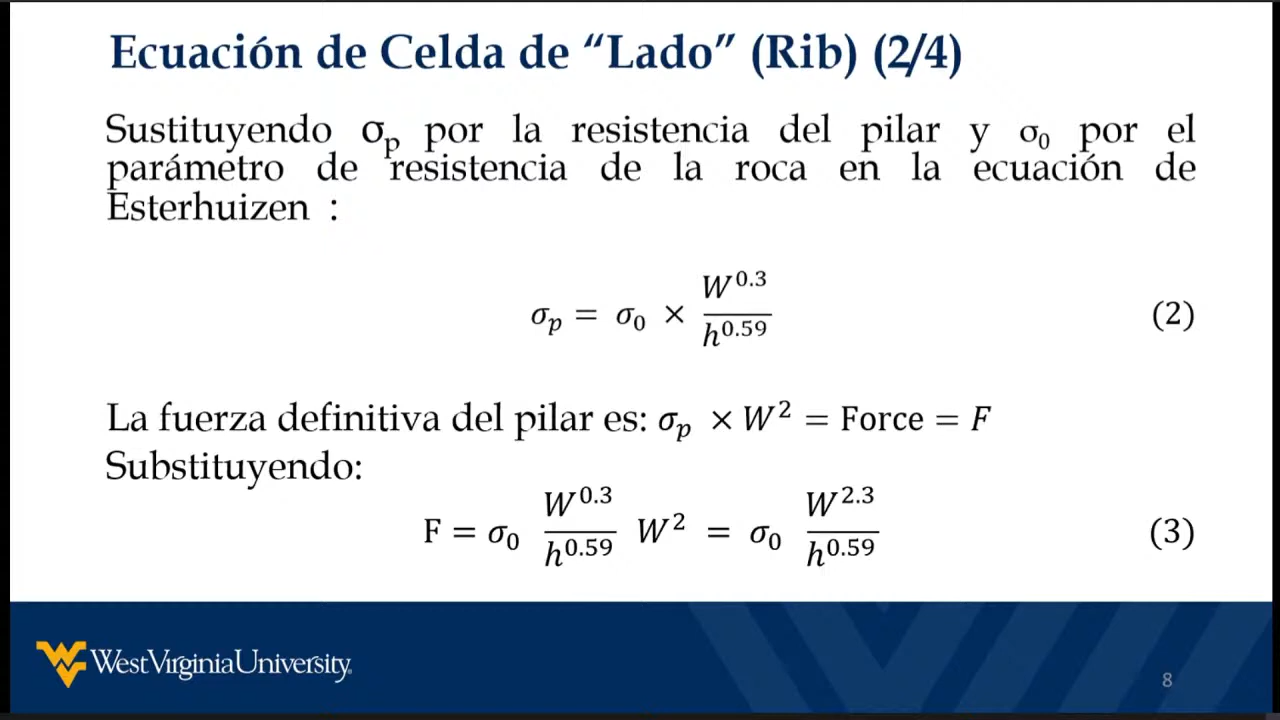 Ecuación de Celda de “Lado” (Rib) (2/4)
Sustituyendo σₚ por la resistencia del pilar y σ₀ por el
parámetro de resistencia de la roca en la ecuación de
Esterhuizen :
σₚ = σ₀ × W^0.3 / h^0.59 (2)
La fuerza definitiva del pilar es: σₚ × W² = Force = F
Substituyendo:
F = σ₀ W^0.3 / h^0.59 W² = σ₀ W^2.3 / h^0.59 (3)
WestVirginiaUniversity.
8